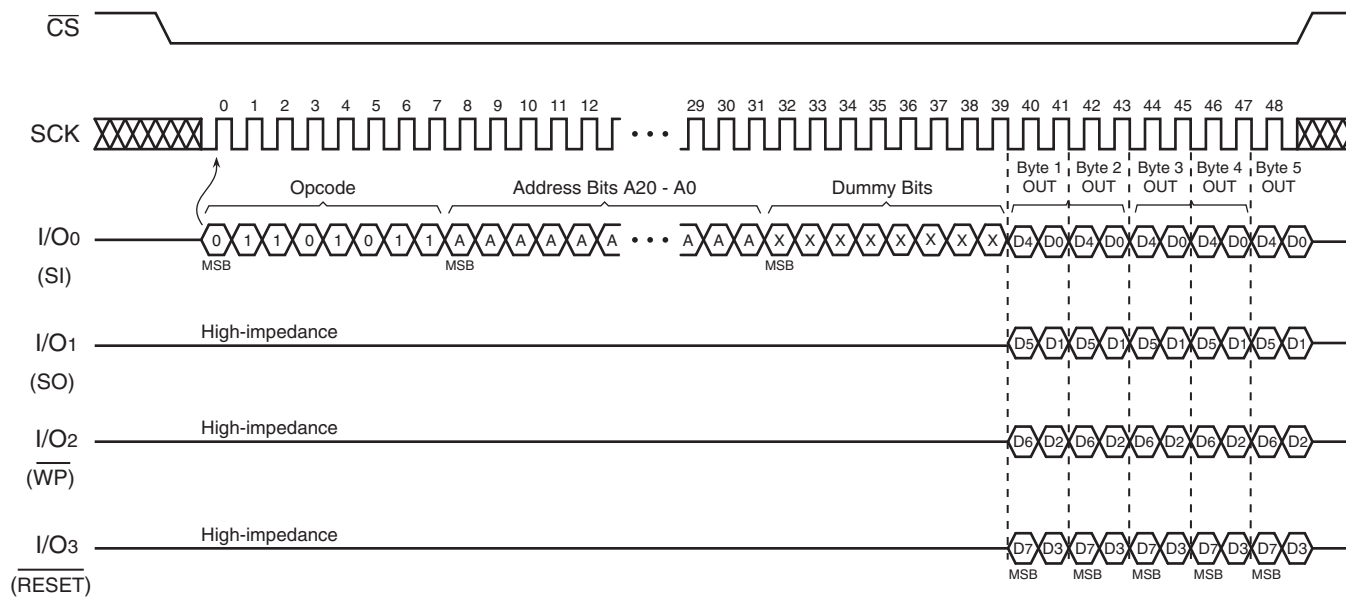 CS
0 1 2 3 4 5 6 7 8 9 10 11 12 29 30 31 32 33 34 35 36 37 38 39 40 41 42 43 44 45 46 47 48
SCK • • •
Opcode Address Bits A20 - A0 Dummy Bits Byte 1 OUT Byte 2 OUT Byte 3 OUT Byte 4 OUT Byte 5 OUT
I/O0 0 1 1 0 1 0 1 1 A A A A A A • • • A A A X X X X X X X X D4 D0 D4 D0 D4 D0 D4 D0 D4 D0
(SI) MSB MSB MSB
I/O1 High-impedance D5 D1 D5 D1 D5 D1 D5 D1 D5 D1
(SO)
I/O2 High-impedance D6 D2 D6 D2 D6 D2 D6 D2 D6 D2
(WP)
I/O3 High-impedance D7 D3 D7 D3 D7 D3 D7 D3 D7 D3
(RESET) MSB MSB MSB MSB MSB